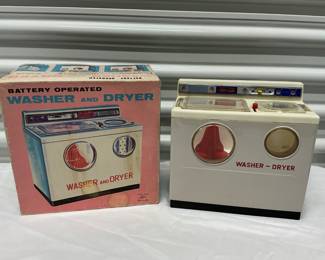 BATTERY OPERATED
WASHER AND DRYER
WASHER AND DRYER
WASHER - DRYER